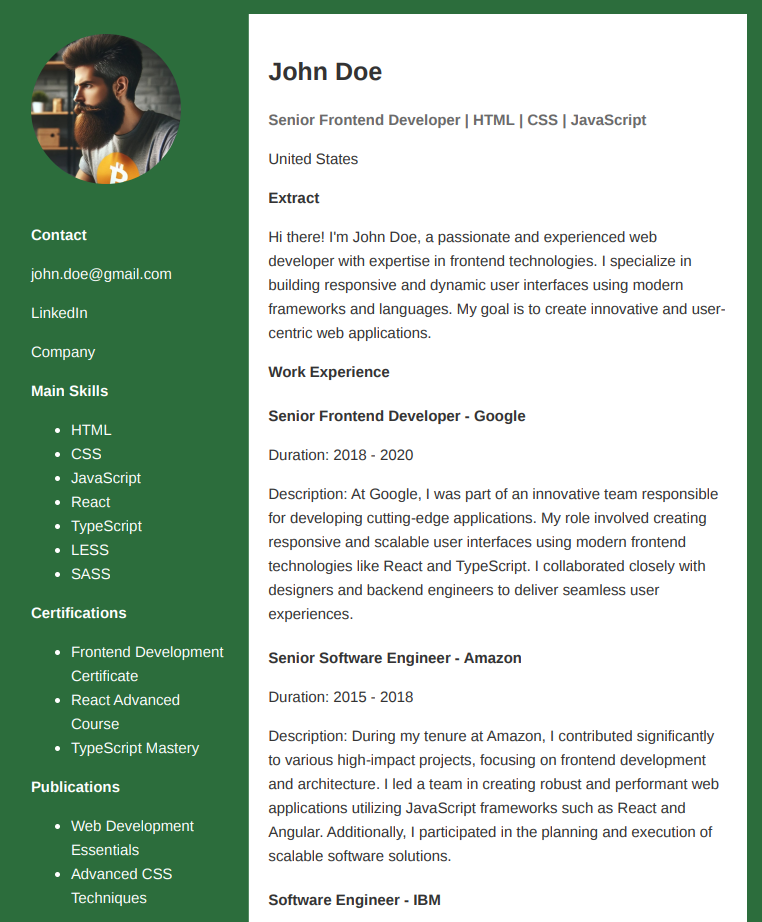 Contact
john.doe@gmail.com
LinkedIn
Company
Main Skills
HTML
CSS
JavaScript
React
TypeScript
LESS
SASS
Certifications
Frontend Development
Certificate
React Advanced
Course
TypeScript Mastery
Publications
Web Development
Essentials
Advanced CSS
Techniques
John Doe
Senior Frontend Developer | HTML | CSS | JavaScript
United States
Extract
Hi there! I'm John Doe, a passionate and experienced web
developer with expertise in frontend technologies. I specialize in
building responsive and dynamic user interfaces using modern
frameworks and languages. My goal is to create innovative and user-
centric web applications.
Work Experience
Senior Frontend Developer - Google
Duration: 2018 - 2020
Description: At Google, I was part of an innovative team responsible
for developing cutting-edge applications. My role involved creating
responsive and scalable user interfaces using modern frontend
technologies like React and TypeScript. I collaborated closely with
designers and backend engineers to deliver seamless user
experiences.
Senior Software Engineer - Amazon
Duration: 2015 - 2018
Description: During my tenure at Amazon, I contributed significantly
to various high-impact projects, focusing on frontend development
and architecture. I led a team in creating robust and performant web
applications utilizing JavaScript frameworks such as React and
Angular. Additionally, I participated in the planning and execution of
scalable software solutions.
Software Engineer - IBM